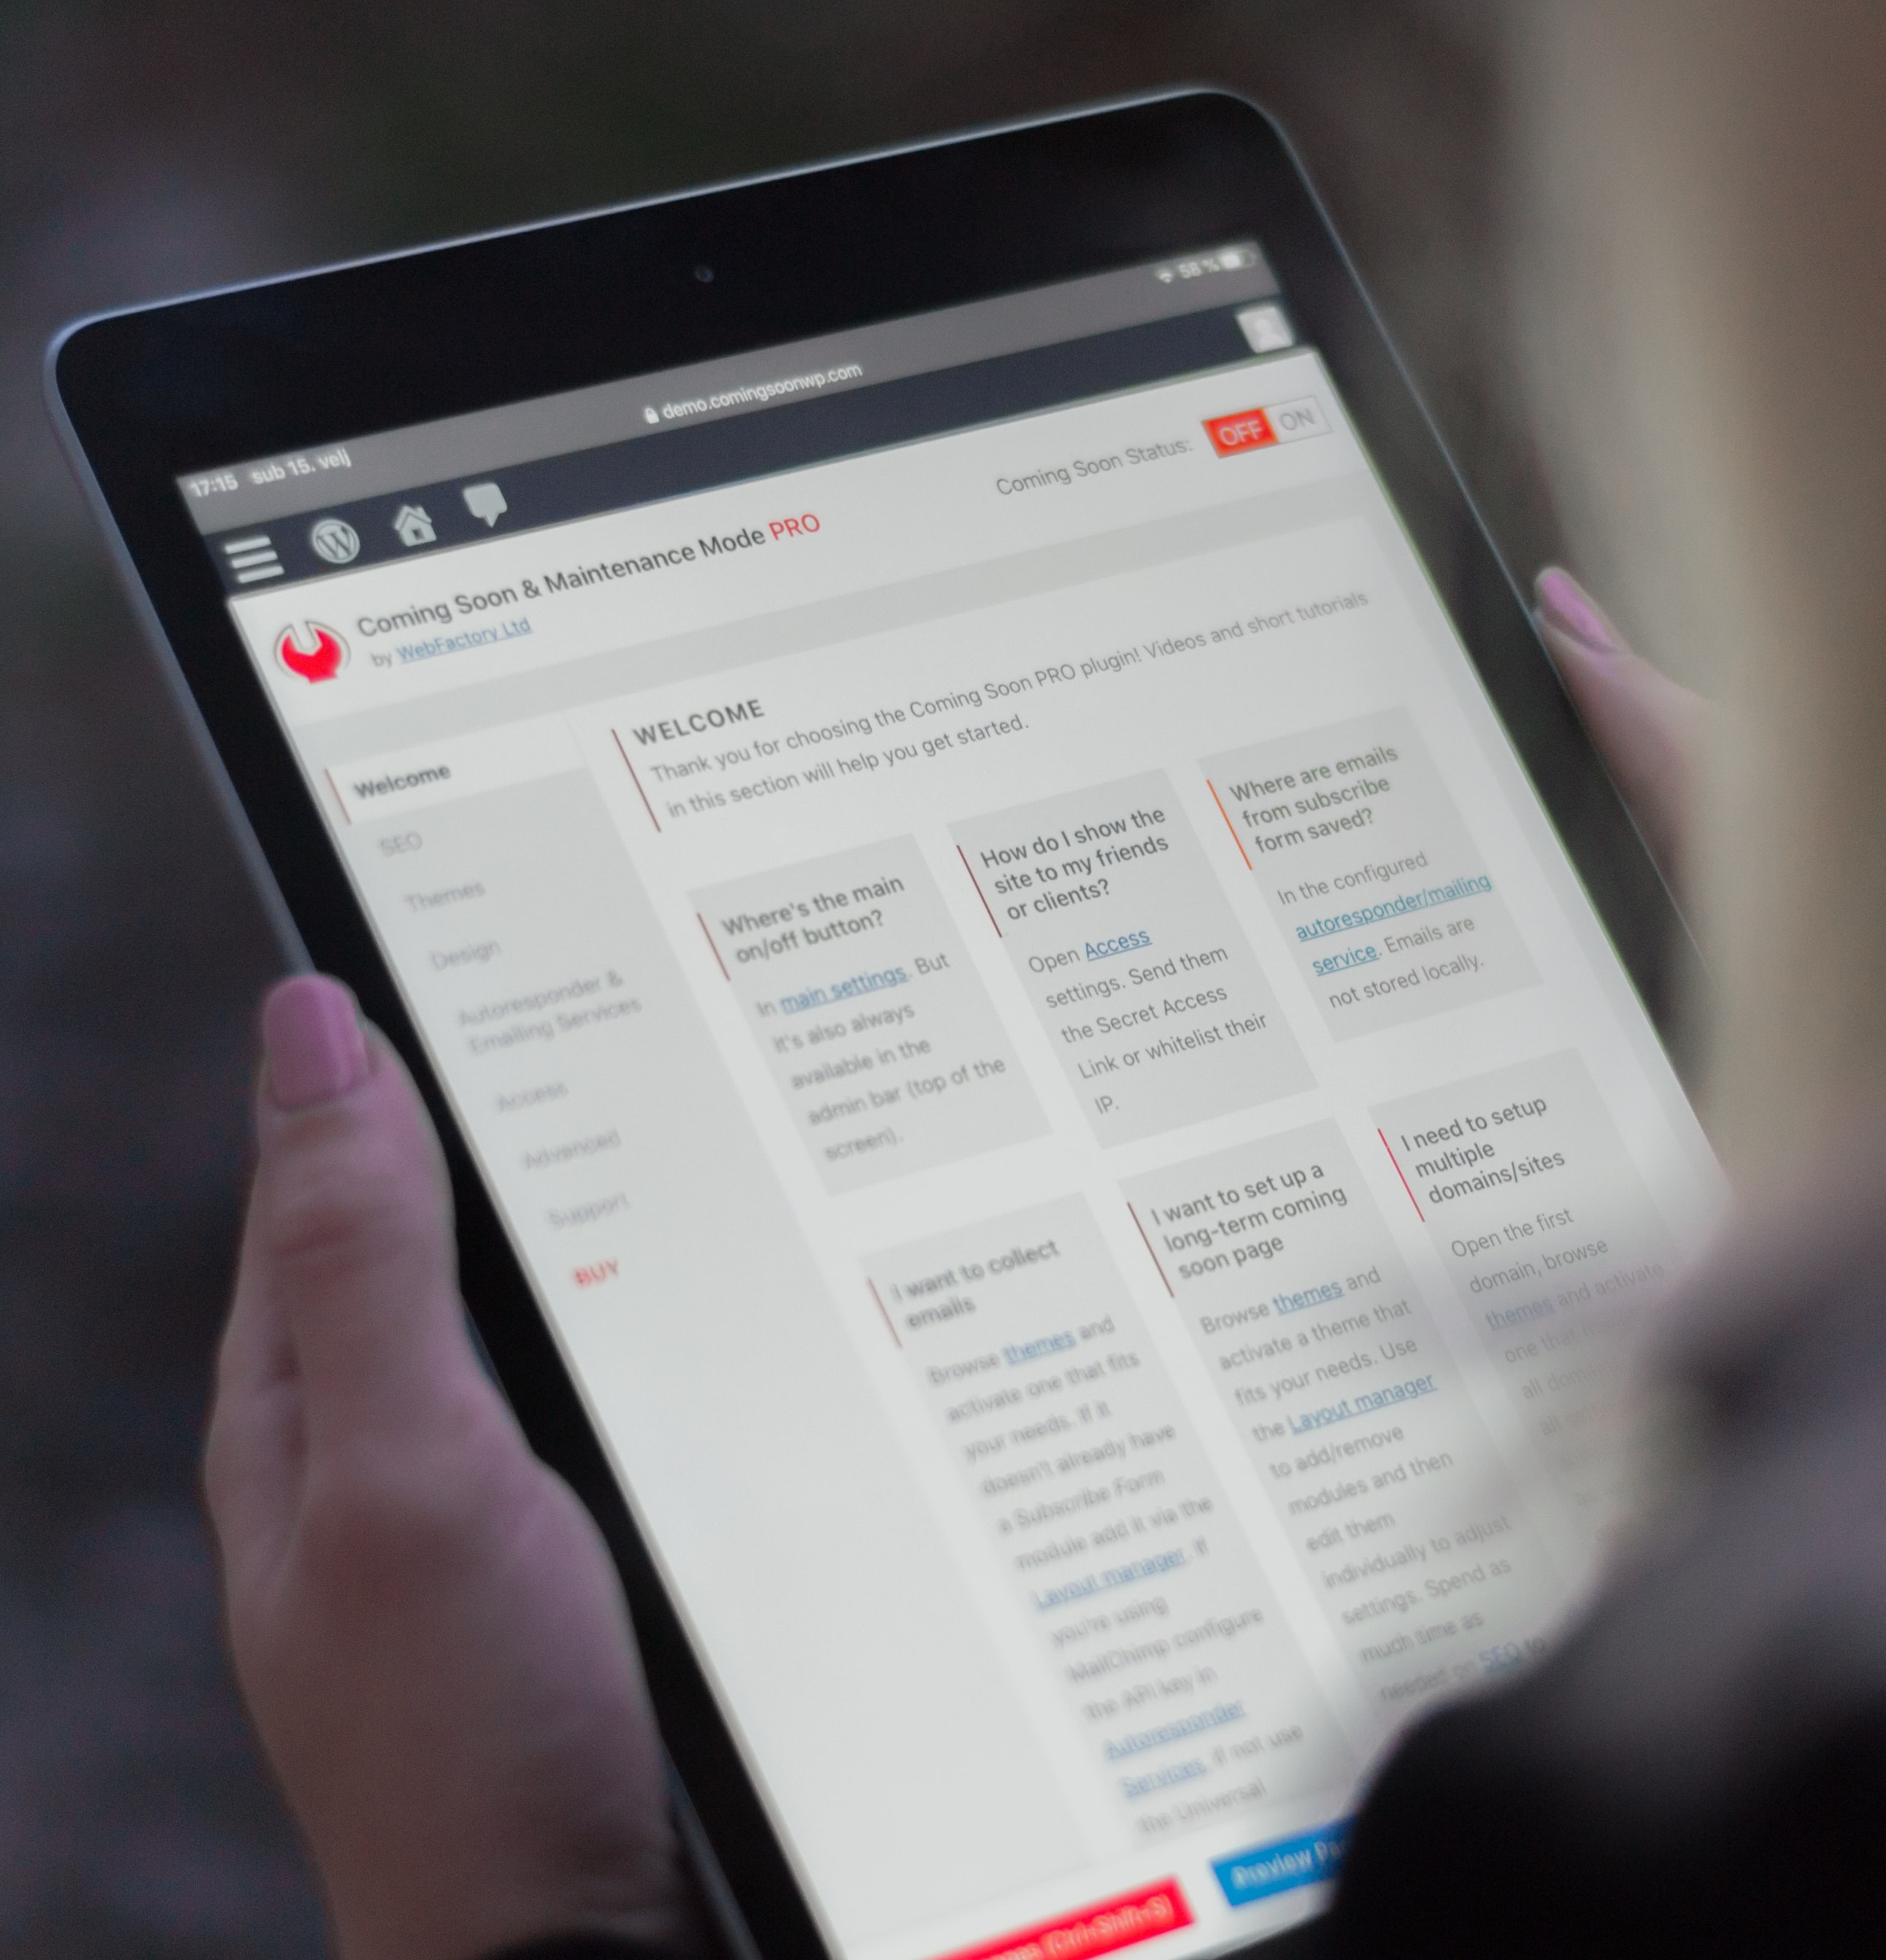 17:15 sub 15. velj
58 %
demo.comingsoonwp.com
Coming Soon & Maintenance Mode PRO
by WebFactory Ltd
Coming Soon Status:
OFF ON
Welcome
SEO
Themes
Design
Autoresponder &
Emailing Services
Access
Advanced
Support
BUY
WELCOME
Thank you for choosing the Coming Soon PRO plugin! Videos and short tutorials
in this section will help you get started.
Where's the main
on/off button?
In main settings. But
it's also always
available in the
admin bar (top of the
screen).
How do I show the
site to my friends
or clients?
Open Access
settings. Send them
the Secret Access
Link or whitelist their
IP.
Where are emails
from subscribe
form saved?
In the configured
autoresponder/mailing
service. Emails are
not stored locally.
I want to collect
emails
Browse themes and
activate one that fits
your needs. If it
doesn't already have
a Subscribe Form
module add it via the
Layout manager. If
you're using
MailChimp configure
the API key in
Autoresponder
Services. If not use
the Universal
I want to set up a
long-term coming
soon page
Browse themes and
activate a theme that
fits your needs. Use
the Layout manager
to add/remove
modules and then
edit them
individually to adjust
settings. Spend as
much time as
needed on SEO to
I need to setup
multiple
domains/sites
Open the first
domain, browse
themes and activate
one that
all
all
(Ctrl+Shift+S)
Preview